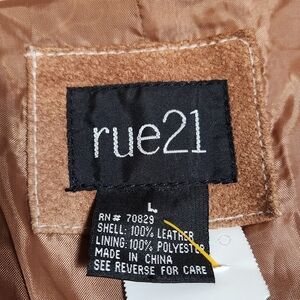 rue21
L
RN# 70829
SHELL: 100% LEATHER
LINING: 100% POLYESTER
MADE IN CHINA
SEE REVERSE FOR CARE